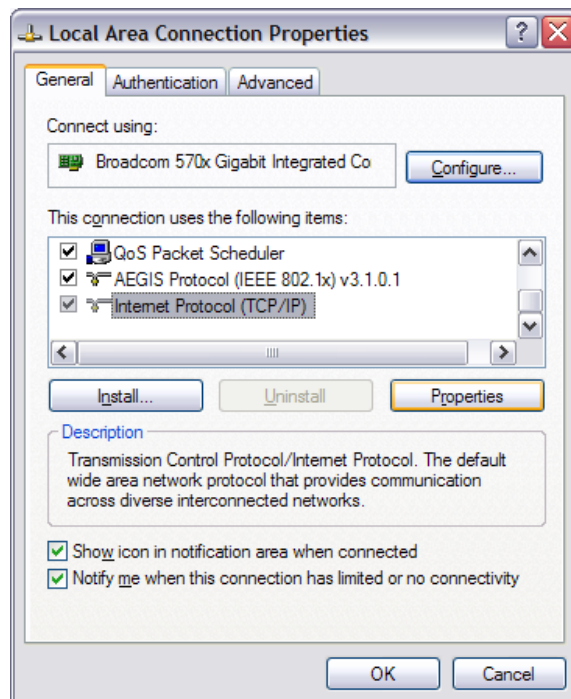 Local Area Connection Properties
General Authentication Advanced
Connect using:
Broadcom 570x Gigabit Integrated Co
Configure...
This connection uses the following items:
QoS Packet Scheduler
AEGIS Protocol (IEEE 802.1x) v3.1.0.1
Internet Protocol (TCP/IP)
Install... Uninstall Properties
Description
Transmission Control Protocol/Internet Protocol. The default
wide area network protocol that provides communication
across diverse interconnected networks.
Show icon in notification area when connected
Notify me when this connection has limited or no connectivity
OK Cancel